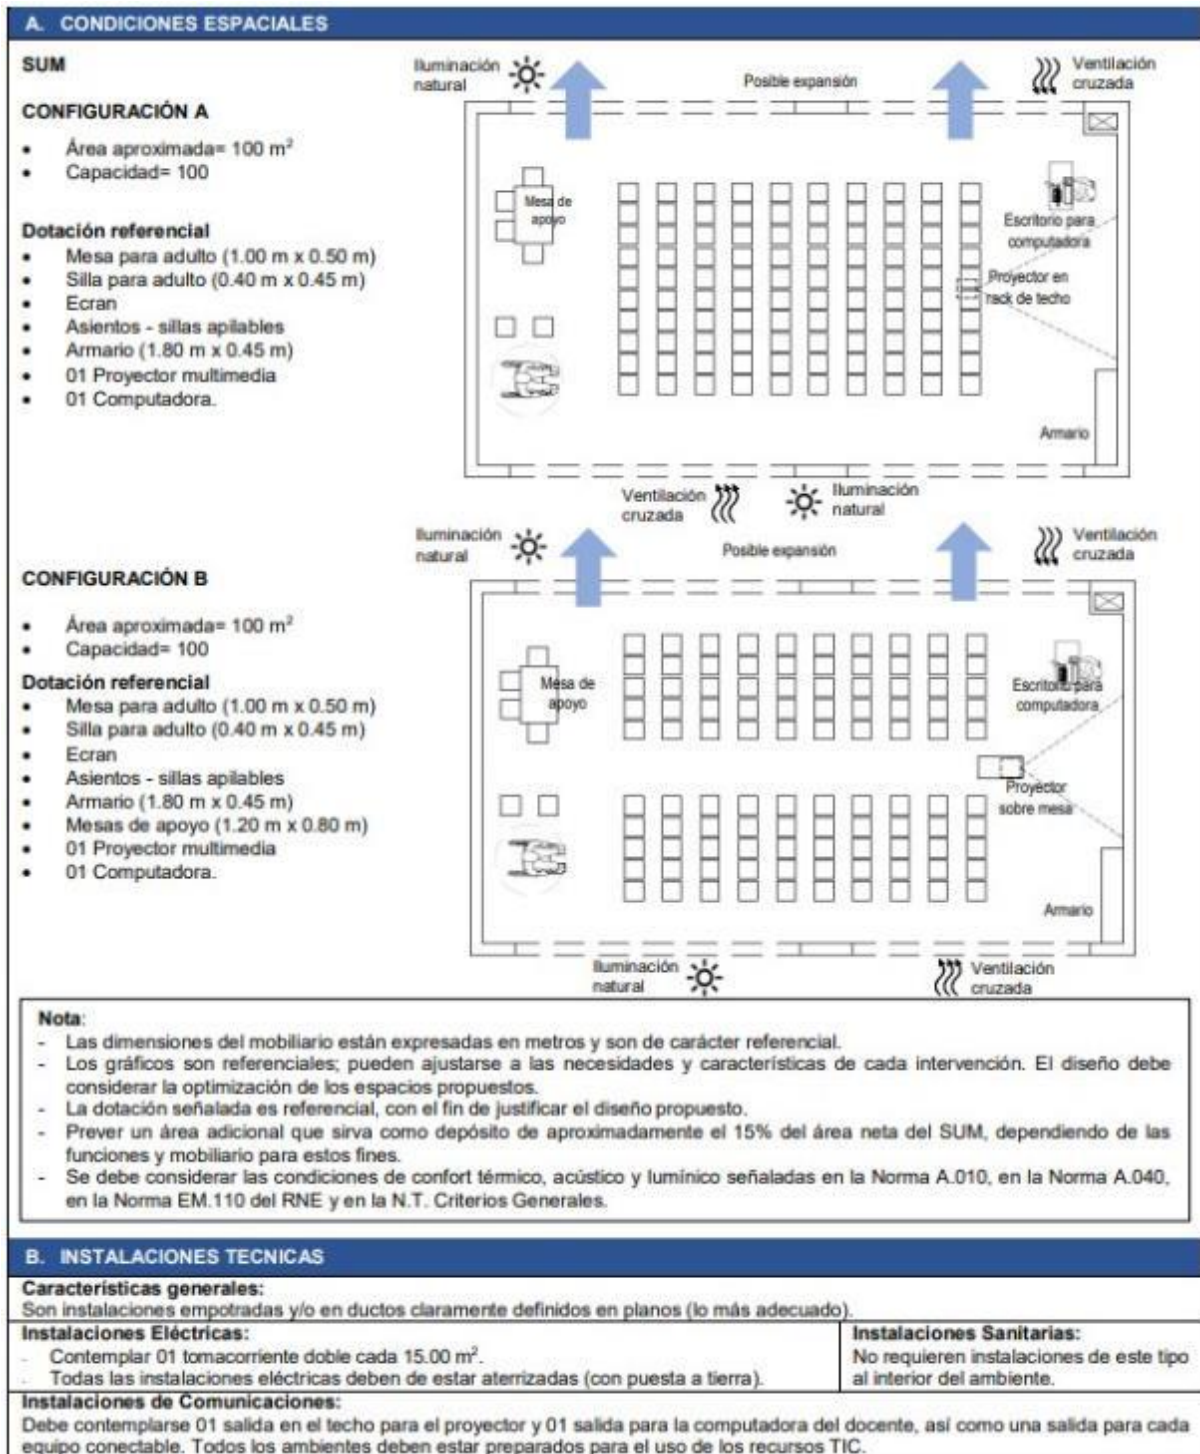 A. CONDICIONES ESPACIALES
SUM
CONFIGURACIÓN A
• Área aproximada= 100 m²
• Capacidad= 100
Dotación referencial
• Mesa para adulto (1.00 m x 0.50 m)
• Silla para adulto (0.40 m x 0.45 m)
• Ecran
• Asientos - sillas apilables
• Armario (1.80 m x 0.45 m)
• 01 Proyector multimedia
• 01 Computadora.
Iluminación
natural
Posible expansión
Ventilación
cruzada
Mesa de
apoyo
Escritorio para
computadora
Proyector en
rack de techo
Armario
Ventilación
cruzada
Iluminación
natural
CONFIGURACIÓN B
• Área aproximada= 100 m²
• Capacidad= 100
Dotación referencial
• Mesa para adulto (1.00 m x 0.50 m)
• Silla para adulto (0.40 m x 0.45 m)
• Ecran
• Asientos - sillas apilables
• Armario (1.80 m x 0.45 m)
• Mesas de apoyo (1.20 m x 0.80 m)
• 01 Proyector multimedia
• 01 Computadora.
Iluminación
natural
Posible expansión
Ventilación
cruzada
Mesa de
apoyo
Escritorio para
computadora
Proyector
sobre mesa
Armario
Iluminación
natural
Ventilación
cruzada
Nota:
- Las dimensiones del mobiliario están expresadas en metros y son de carácter referencial.
- Los gráficos son referenciales; pueden ajustarse a las necesidades y características de cada intervención. El diseño debe
considerar la optimización de los espacios propuestos.
- La dotación señalada es referencial, con el fin de justificar el diseño propuesto.
- Prever un área adicional que sirva como depósito de aproximadamente el 15% del área neta del SUM, dependiendo de las
funciones y mobiliario para estos fines.
- Se debe considerar las condiciones de confort térmico, acústico y lumínico señaladas en la Norma A.010, en la Norma A.040,
en la Norma EM.110 del RNE y en la N.T. Criterios Generales.
B. INSTALACIONES TECNICAS
Características generales:
Son instalaciones empotradas y/o en ductos claramente definidos en planos (lo más adecuado).
Instalaciones Eléctricas:
- Contemplar 01 tomacorriente doble cada 15.00 m².
- Todas las instalaciones eléctricas deben de estar aterrizadas (con puesta a tierra).
Instalaciones Sanitarias:
No requieren instalaciones de este tipo
al interior del ambiente.
Instalaciones de Comunicaciones:
Debe contemplarse 01 salida en el techo para el proyector y 01 salida para la computadora del docente, así como una salida para cada
equipo conectable. Todos los ambientes deben estar preparados para el uso de los recursos TIC.